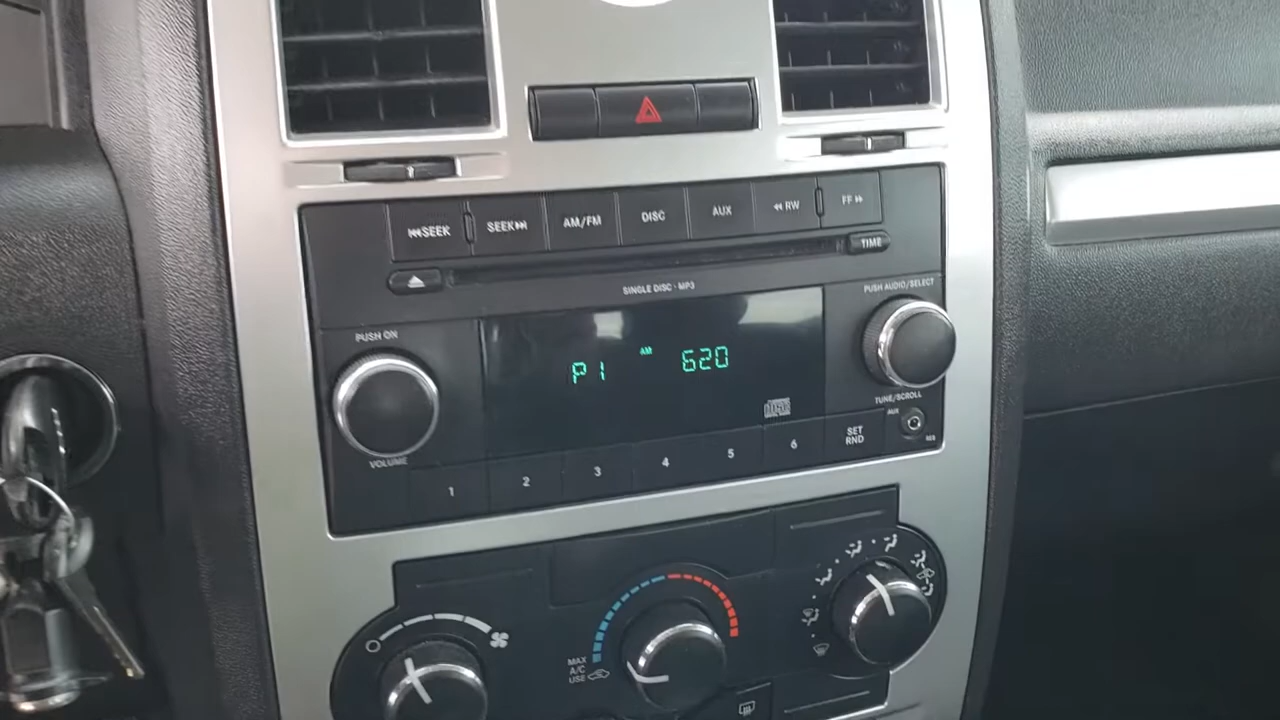 SEEK
SEEK
AM/FM
DISC
AUX
RW
FF
TIME
SINGLE DISC · MP3
PUSH AUDIO/SELECT
PUSH ON
P1
AM
620
disc
TUNE/SCROLL
AUX
VOLUME
1
2
3
4
5
6
SET
RND
MAX
A/C
USE